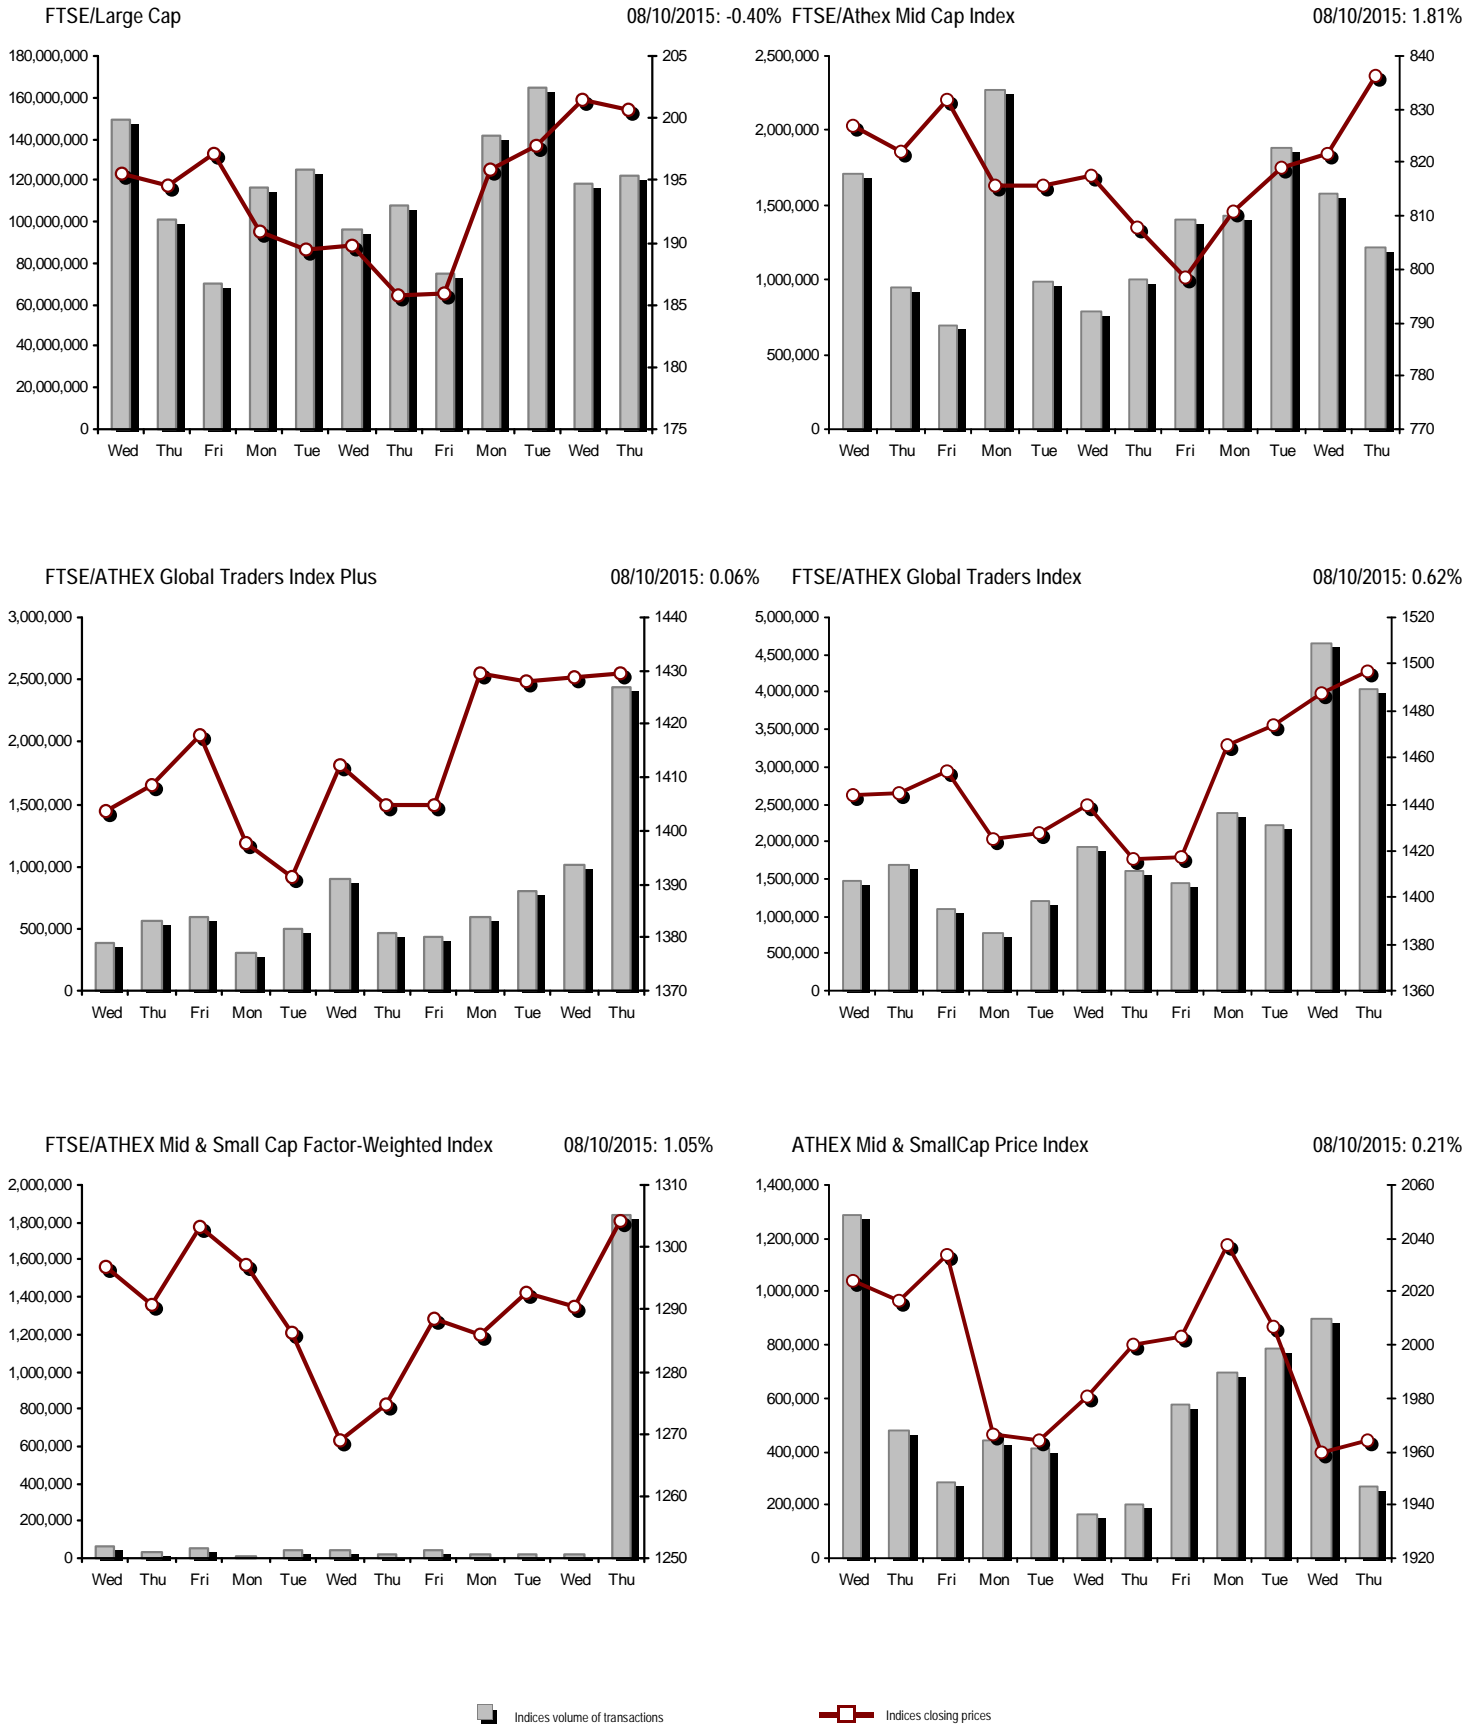 FTSE/Large Cap 08/10/2015: -0.40% FTSE/Athex Mid Cap Index 08/10/2015: 1.81%
180,000,000 205 2,500,000 840
160,000,000 200 2,000,000 830
140,000,000 195 1,500,000 820
120,000,000 190 1,000,000 810
100,000,000 185 500,000 800
80,000,000 180 0 790
60,000,000 175 780
40,000,000 770
20,000,000
0
Wed Thu Fri Mon Tue Wed Thu Fri Mon Tue Wed Thu
Wed Thu Fri Mon Tue Wed Thu Fri Mon Tue Wed Thu
FTSE/ATHEX Global Traders Index Plus 08/10/2015: 0.06% FTSE/ATHEX Global Traders Index 08/10/2015: 0.62%
3,000,000 1440 5,000,000 1520
2,500,000 1430 4,500,000 1500
2,000,000 1420 4,000,000 1480
1,500,000 1410 3,500,000 1460
1,000,000 1400 3,000,000 1440
500,000 1390 2,500,000 1420
0 1380 2,000,000 1400
1370 1,500,000 1380
1,000,000 1360
500,000
0
Wed Thu Fri Mon Tue Wed Thu Fri Mon Tue Wed Thu
Wed Thu Fri Mon Tue Wed Thu Fri Mon Tue Wed Thu
FTSE/ATHEX Mid & Small Cap Factor-Weighted Index 08/10/2015: 1.05% ATHEX Mid & SmallCap Price Index 08/10/2015: 0.21%
2,000,000 1310 1,400,000 2060
1,800,000 1300 1,200,000 2040
1,600,000 1290 1,000,000 2020
1,400,000 1280 800,000 2000
1,200,000 1270 600,000 1980
1,000,000 1260 400,000 1960
800,000 1250 200,000 1940
600,000 0 1920
400,000
200,000
0
Wed Thu Fri Mon Tue Wed Thu Fri Mon Tue Wed Thu
Wed Thu Fri Mon Tue Wed Thu Fri Mon Tue Wed Thu
Indices volume of transactions Indices closing prices